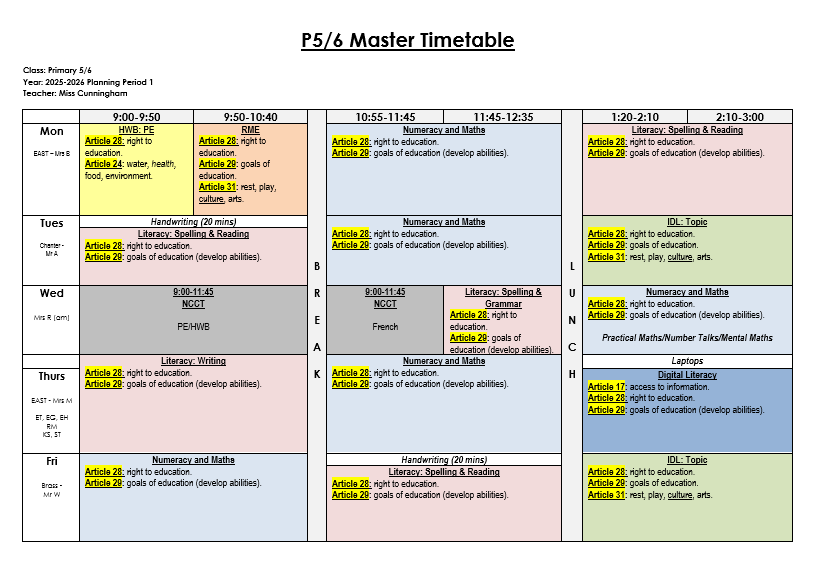 P5/6 Master Timetable
Class: Primary 5/6
Year: 2025-2026 Planning Period 1
Teacher: Miss Cunningham
9:00-9:50
9:50-10:40
10:55-11:45
11:45-12:35
1:20-2:10
2:10-3:00
Mon
EAST – Mrs B
HWB: PE
Article 28: right to
education.
Article 24: water, health,
food, environment.
RME
Article 28: right to
education.
Article 29: goals of
education.
Article 31: rest, play,
culture, arts.
Numeracy and Maths
Article 28: right to education.
Article 29: goals of education (develop abilities).
Literacy: Spelling & Reading
Article 28: right to education.
Article 29: goals of education (develop abilities).
Tues
Chanter -
Mr A
Handwriting (20 mins)
Literacy: Spelling & Reading
Article 28: right to education.
Article 29: goals of education (develop abilities).
Numeracy and Maths
Article 28: right to education.
Article 29: goals of education (develop abilities).
IDL: Topic
Article 28: right to education.
Article 29: goals of education.
Article 31: rest, play, culture, arts.
B
R
E
A
K
L
U
N
C
H
Wed
Mrs R (am)
9:00-11:45
NCCT
PE/HWB
9:00-11:45
NCCT
French
Literacy: Spelling &
Grammar
Article 28: right to
education.
Article 29: goals of
education (develop abilities).
Numeracy and Maths
Article 28: right to education.
Article 29: goals of education (develop abilities).
Practical Maths/Number Talks/Mental Maths
Thurs
EAST - Mrs M
ET, EG, EH
RM
KS, ST
Literacy: Writing
Article 28: right to education.
Article 29: goals of education (develop abilities).
Numeracy and Maths
Article 28: right to education.
Article 29: goals of education (develop abilities).
Laptops
Digital Literacy
Article 17: access to information.
Article 28: right to education.
Article 29: goals of education (develop abilities).
Fri
Brass -
Mr W
Numeracy and Maths
Article 28: right to education.
Article 29: goals of education (develop abilities).
Handwriting (20 mins)
Literacy: Spelling & Reading
Article 28: right to education.
Article 29: goals of education (develop abilities).
IDL: Topic
Article 28: right to education.
Article 29: goals of education (develop abilities).
Article 31: rest, play, culture, arts.